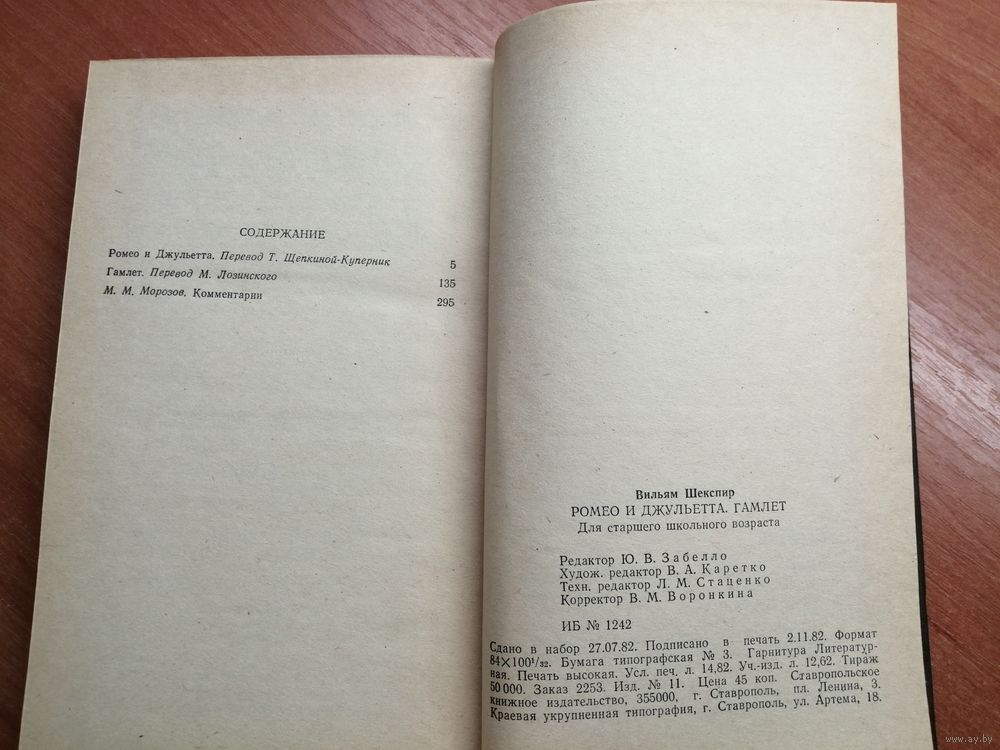 СОДЕРЖАНИЕ
Ромео и Джульетта. Перевод Т. Щепкиной-Куперник 5
Гамлет. Перевод М. Лозинского 135
М. М. Морозов. Комментарии 295
Вильям Шекспир
РОМЕО И ДЖУЛЬЕТТА. ГАМЛЕТ
Для старшего школьного возраста
Редактор Ю. В. Забелло
Худож. редактор В. А. Каретко
Техн. редактор Л. М. Стаценко
Корректор В. М. Воронкина
ИБ № 1242
Сдано в набор 27.07.82. Подписано в печать 2.11.82. Формат
84×100¹/₃₂. Бумага типографская № 3. Гарнитура Литератур-
ная. Печать высокая. Усл. печ. л. 14,82. Уч.-изд. л. 12,62. Тираж
50 000. Заказ 2253. Изд. № 11. Цена 45 коп. Ставропольское
книжное издательство, 355000, г. Ставрополь, пл. Ленина, 3.
Краевая укрупненная типография, г. Ставрополь, ул. Артема, 18.
www.ay.by